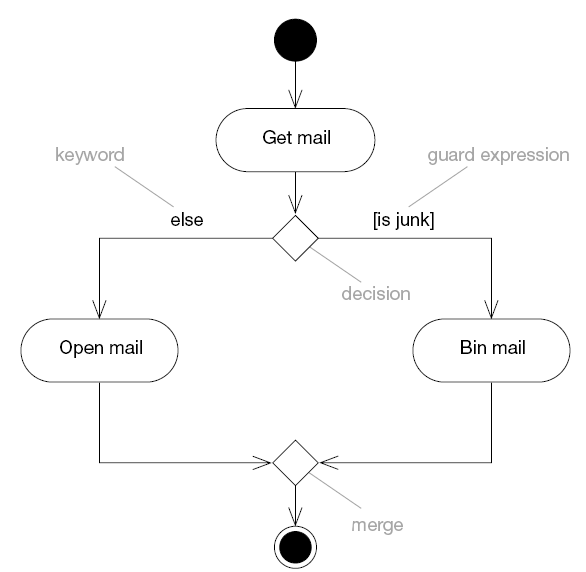 Get mail
keyword
guard expression
else
[is junk]
decision
Open mail
Bin mail
merge